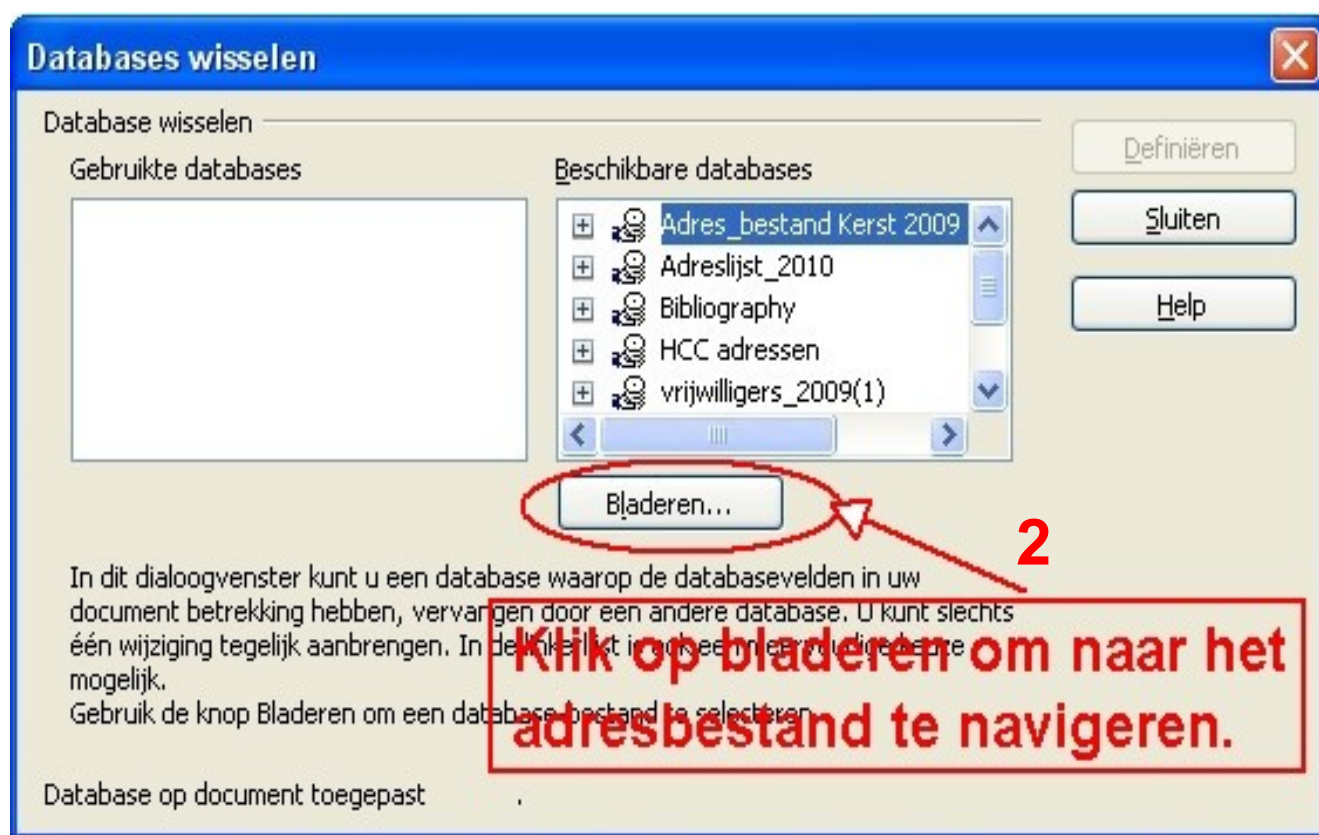 Databases wisselen
Database wisselen
Gebruikte databases
Beschikbare databases
Adres_bestand Kerst 2009
Adreslijst_2010
Bibliography
HCC adressen
vrijwilligers_2009(1)
Definiëren
Sluiten
Help
Bladeren...
2
In dit dialoogvenster kunt u een database waarop de databasevelden in uw
document betrekking hebben, vervangen door een andere database. U kunt slechts
één wijziging tegelijk aanbrengen. In de
mogelijk.
Gebruik de knop Bladeren om een database
Klik op bladeren om naar het
adresbestand te navigeren.
Database op document toegepast .